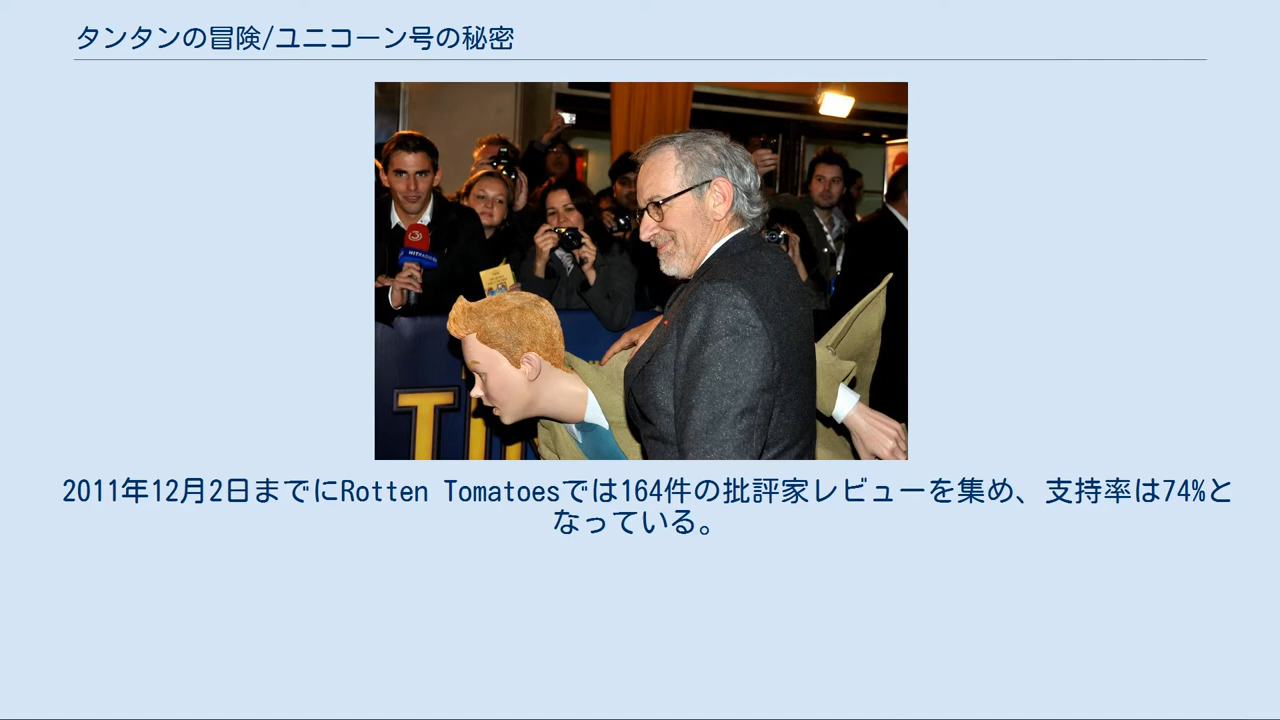 タンタンの冒険/ユニコーン号の秘密
3
HITRADIO
TIN
2011年12月2日までにRotten Tomatoesでは164件の批評家レビューを集め、支持率は74%と
なっている。